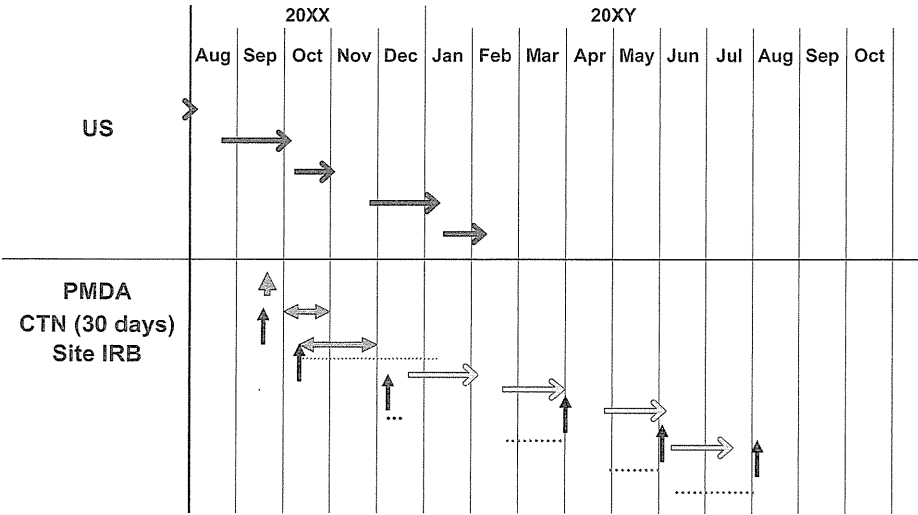 20XX 20XY
Aug Sep Oct Nov Dec Jan Feb Mar Apr May Jun Jul Aug Sep Oct
US
PMDA
CTN (30 days)
Site IRB